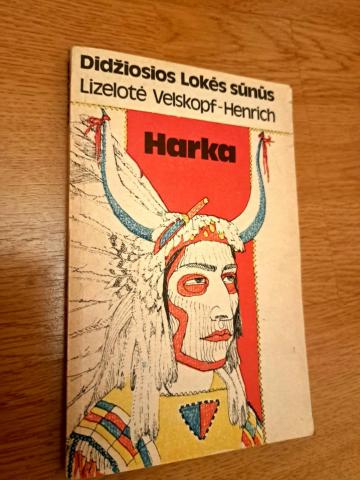 Didžiosios Lokės sūnūs
Lizelotė Velskopf-Henrich
Harka